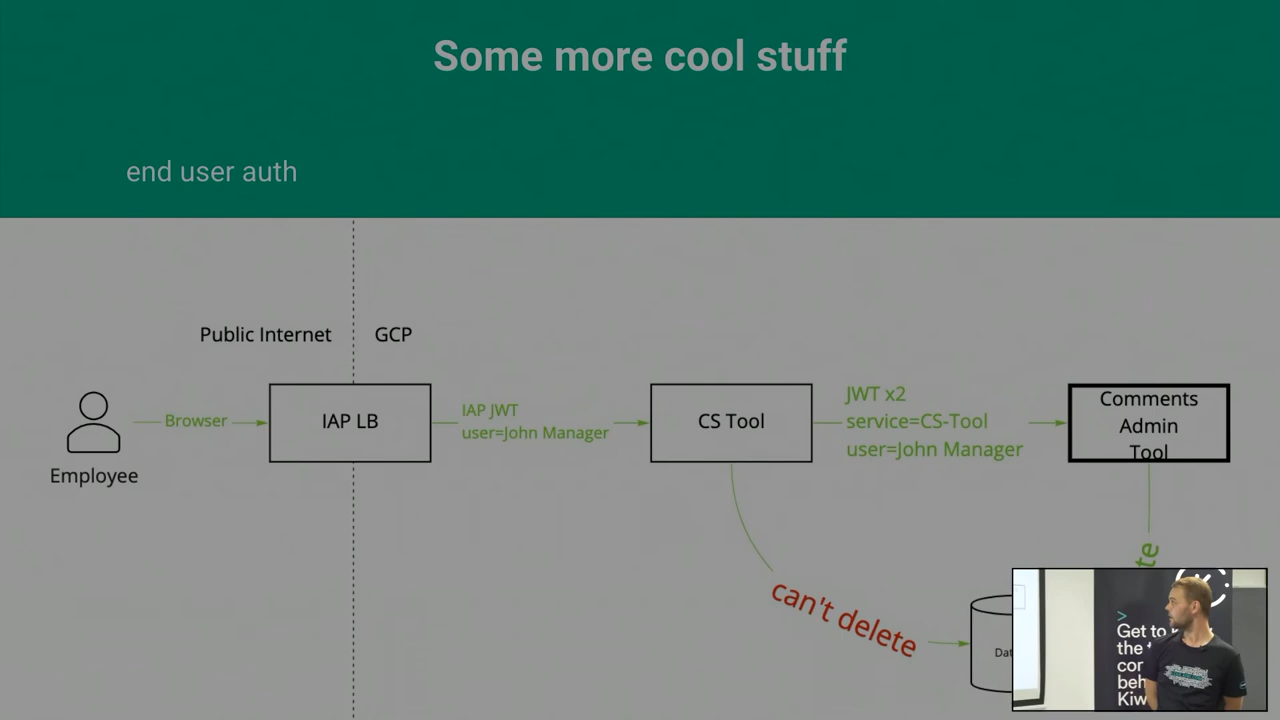 Some more cool stuff
end user auth
Public Internet
GCP
Browser
IAP LB
IAP JWT
user=John Manager
CS Tool
JWT x2
service=CS-Tool
user=John Manager
Comments
Admin
Tool
Employee
can't delete
te
Dat
>
Get to
the t
cor
beh
Kiw